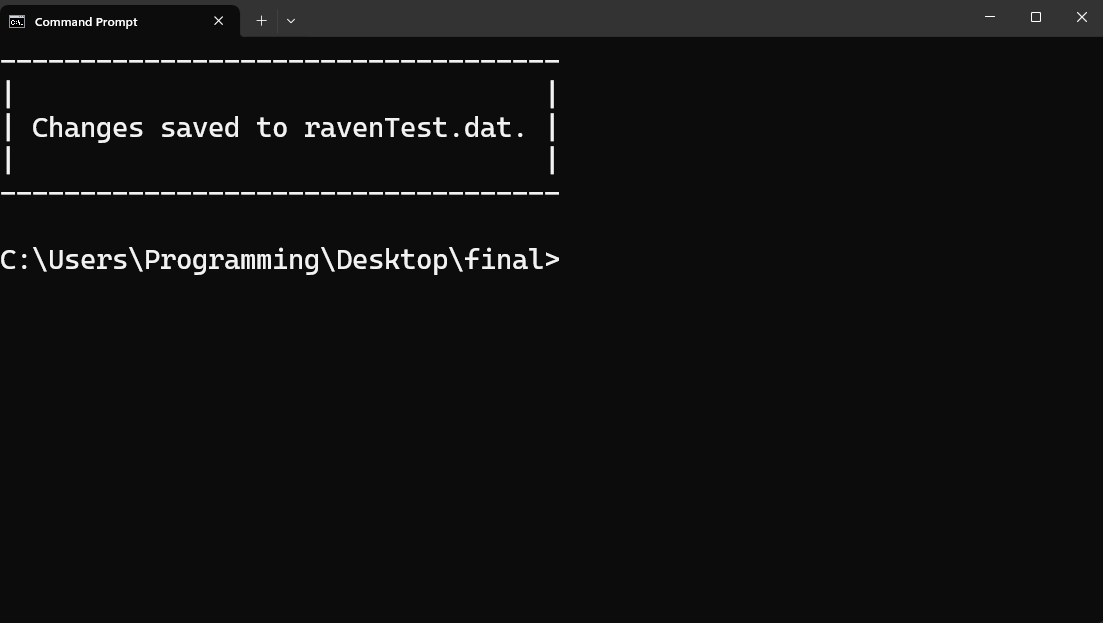 Command Prompt
-----------------------------------
|                                 |
| Changes saved to ravenTest.dat. |
|                                 |
-----------------------------------
C:\Users\Programming\Desktop\final>